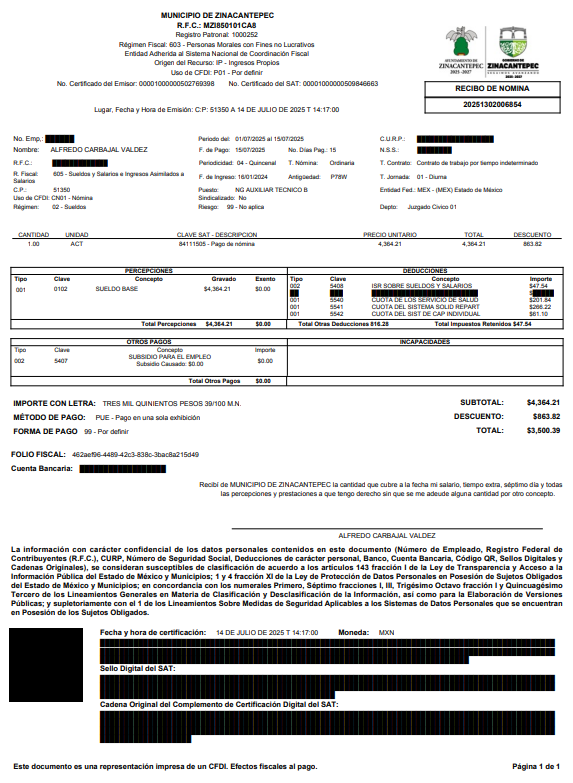 MUNICIPIO DE ZINACANTEPEC
R.F.C.: MZI850101CA8
Registro Patronal: 1000252
Régimen Fiscal: 603 - Personas Morales con Fines no Lucrativos
Entidad Adherida al Sistema Nacional de Coordinación Fiscal
Origen del Recurso: IP - Ingresos Propios
Uso de CFDI: P01 - Por definir
No. Certificado del Emisor: 00001000000502769398 No. Certificado del SAT: 00001000000509846663
Lugar, Fecha y Hora de Emisión: C.P: 51350 A 14 DE JULIO DE 2025 T 14:17:00
AYUNTAMIENTO DE ZINACANTEPEC 2025 - 2027
ZINACANTEPEC 2025 - 2027
RECIBO DE NOMINA
20251302006854
No. Emp.: Periodo del: 01/07/2025 al 15/07/2025 C.U.R.P.:
Nombre: ALFREDO CARBAJAL VALDEZ F. de Pago: 15/07/2025 No. Días Pag.: 15 N.S.S.:
R.F.C.: Periodicidad: 04 - Quincenal T. Nómina: Ordinaria T. Contrato: Contrato de trabajo por tiempo indeterminado
R. Fiscal: 605 - Sueldos y Salarios e Ingresos Asimilados a Salarios F. de Ingreso: 16/01/2024 Antigüedad: P78W T. Jornada: 01 - Diurna
C.P.: 51350 Puesto: NG AUXILIAR TECNICO B Entidad Fed.: MEX - (MEX) Estado de México
Uso de CFDI: CN01 - Nómina Sindicalizado: No
Régimen: 02 - Sueldos Riesgo: 99 - No aplica Depto: Juzgado Civico 01
CANTIDAD UNIDAD CLAVE SAT - DESCRIPCION PRECIO UNITARIO TOTAL DESCUENTO
1.00 ACT 84111505 - Pago de nómina 4,364.21 4,364.21 863.82
PERCEPCIONES
Tipo Clave Concepto Gravado Exento
001 0102 SUELDO BASE $4,364.21 $0.00
Total Percepciones $4,364.21 $0.00
DEDUCCIONES
Tipo Clave Concepto Importe
002 5408 ISR SOBRE SUELDOS Y SALARIOS $47.54
001 5540 CUOTA DE LOS SERVICIO DE SALUD $201.84
001 5541 CUOTA DEL SISTEMA SOLID REPART $266.22
001 5542 CUOTA DEL SIST DE CAP INDIVIDUAL $61.10
Total Otras Deducciones 816.28 Total Impuestos Retenidos $47.54
OTROS PAGOS
Tipo Clave Concepto Importe
002 5407 SUBSIDIO PARA EL EMPLEO $0.00
Subsidio Causado: $0.00
Total Otros Pagos $0.00
INCAPACIDADES
IMPORTE CON LETRA: TRES MIL QUINIENTOS PESOS 39/100 M.N. SUBTOTAL: $4,364.21
MÉTODO DE PAGO: PUE - Pago en una sola exhibición DESCUENTO: $863.82
FORMA DE PAGO 99 - Por definir TOTAL: $3,500.39
FOLIO FISCAL: 462aef96-4489-42c3-838c-3bac8a215d49
Cuenta Bancaria:
Recibí de MUNICIPIO DE ZINACANTEPEC la cantidad que cubre a la fecha mi salario, tiempo extra, séptimo día y todas
las percepciones y prestaciones a que tengo derecho sin que se me adeude alguna cantidad por otro concepto.
ALFREDO CARBAJAL VALDEZ
La información con carácter confidencial de los datos personales contenidos en este documento (Número de Empleado, Registro Federal de
Contribuyentes (R.F.C.), CURP, Número de Seguridad Social, Deducciones de carácter personal, Banco, Cuenta Bancaria, Código QR, Sellos Digitales y
Cadenas Originales), se consideran susceptibles de clasificación de acuerdo a los artículos 143 fracción I de la Ley de Transparencia y Acceso a la
Información Pública del Estado de México y Municipios; 1 y 4 fracción XI de la Ley de Protección de Datos Personales en Posesión de Sujetos Obligados
del Estado de México y Municipios; en concordancia con los numerales Primero, Séptimo fracciones I, III, Trigésimo Octavo fracción I y Quincuagésimo
Tercero de los Lineamientos Generales en Materia de Clasificación y Desclasificación de la Información, así como para la Elaboración de Versiones
Públicas; y supletoriamente con el 1 de los Lineamientos Sobre Medidas de Seguridad Aplicables a los Sistemas de Datos Personales que se encuentran
en Posesión de los Sujetos Obligados.
Fecha y hora de certificación: 14 DE JULIO DE 2025 T 14:17:00 Moneda: MXN
Sello Digital del SAT:
Cadena Original del Complemento de Certificación Digital del SAT:
Este documento es una representación impresa de un CFDI. Efectos fiscales al pago. Página 1 de 1